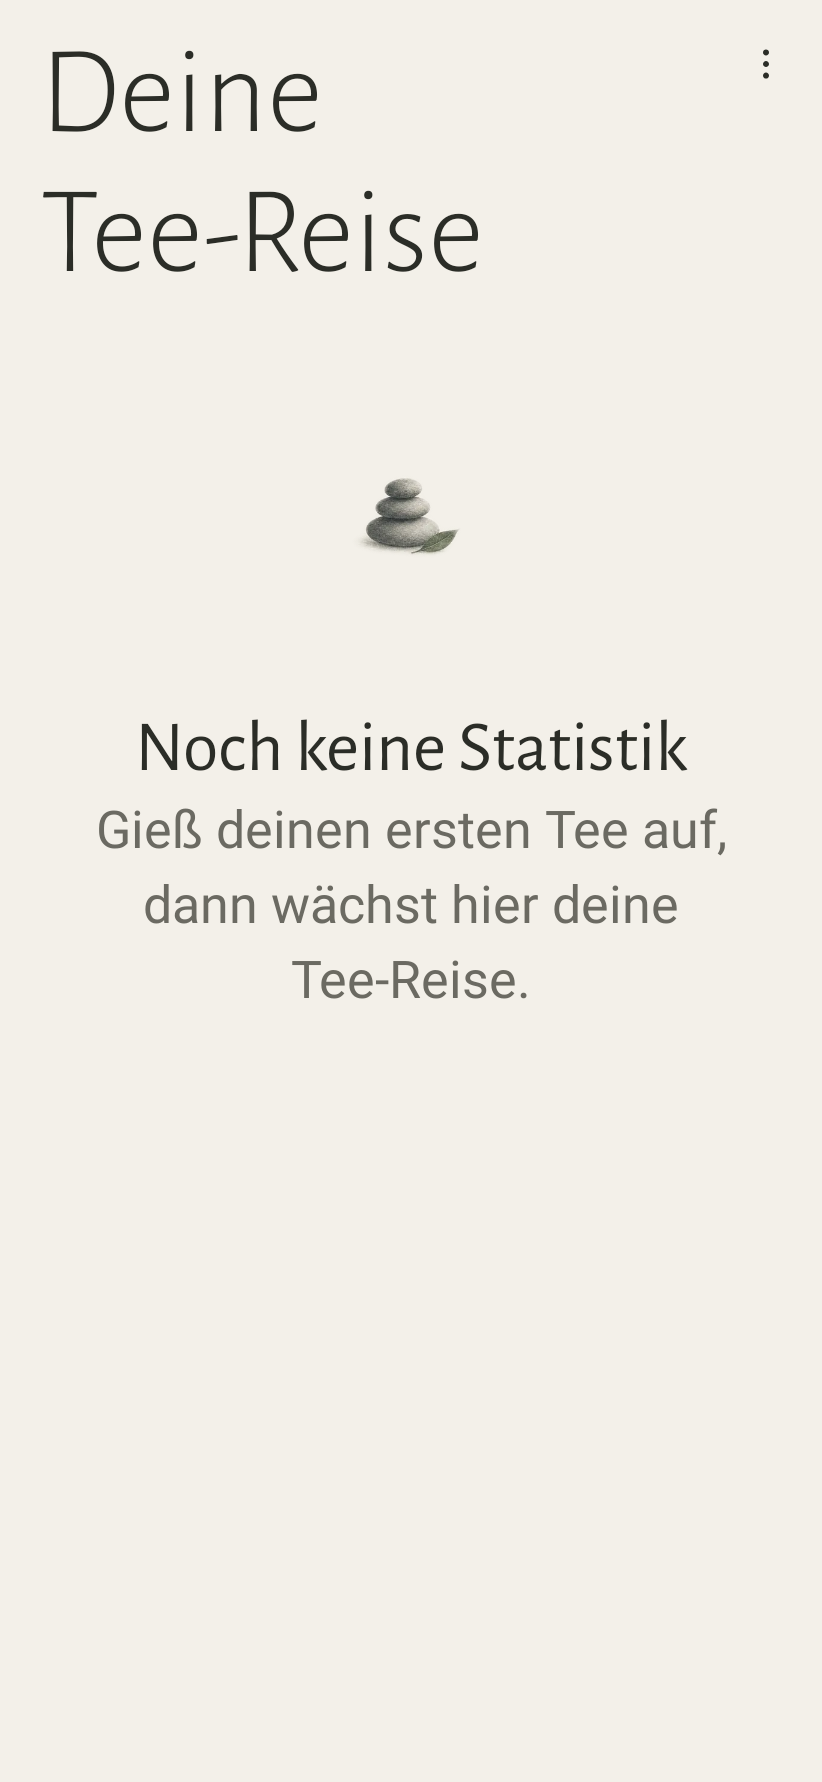 Deine
Tee-Reise
Noch keine Statistik
Gieß deinen ersten Tee auf,
dann wächst hier deine
Tee-Reise.